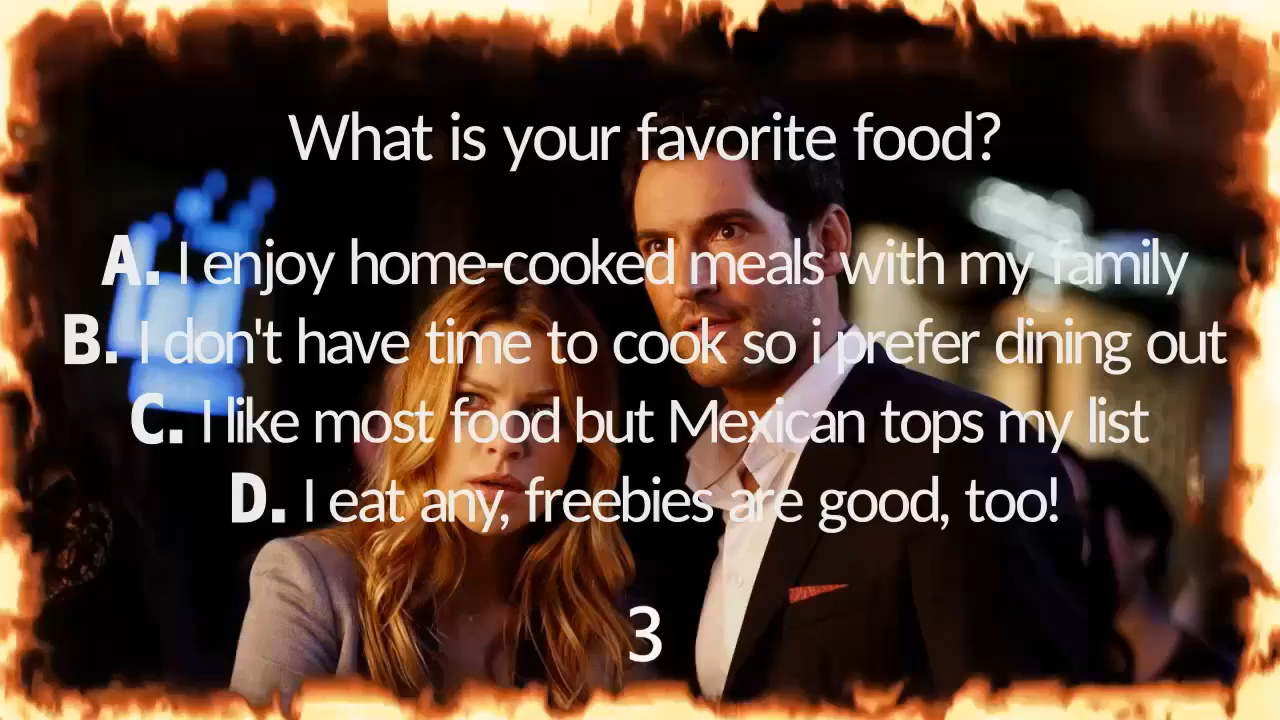 What is your favorite food?
A. I enjoy home-cooked meals with my family
B. I don't have time to cook so i prefer dining out
C. I like most food but Mexican tops my list
D. I eat any, freebies are good, too!
3